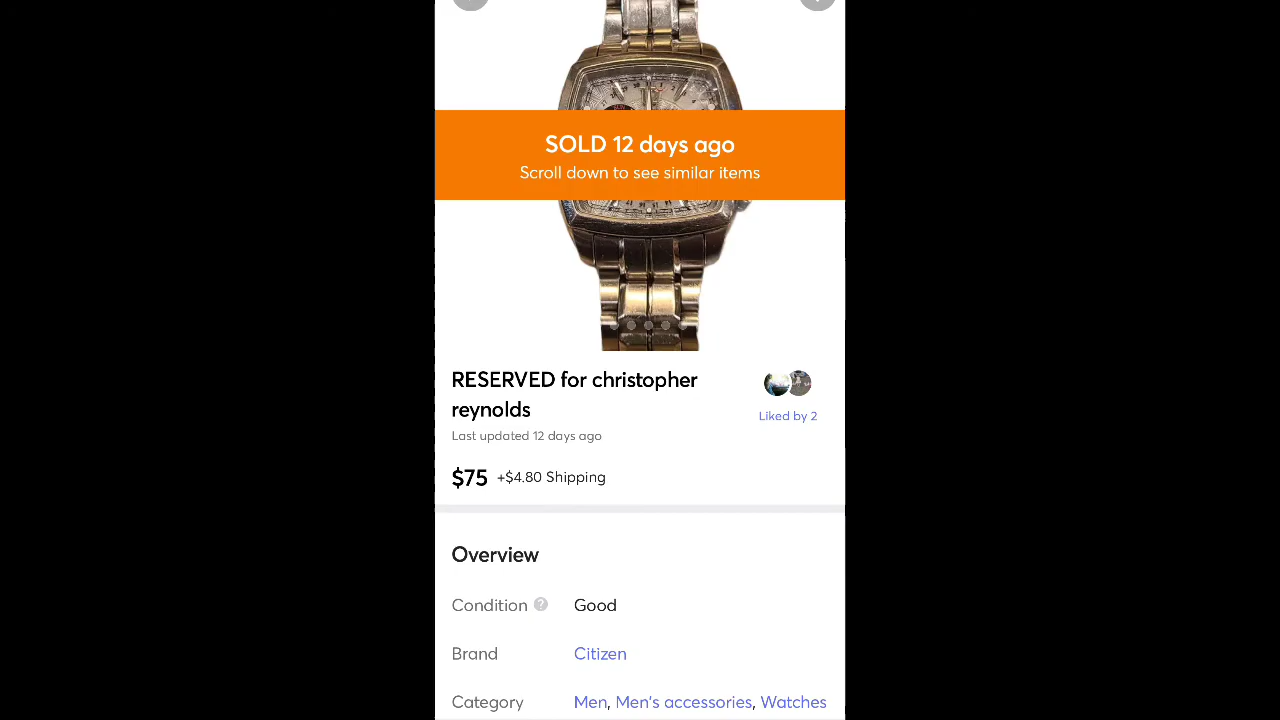 SOLD 12 days ago
Scroll down to see similar items
RESERVED for christopher
reynolds
Liked by 2
Last updated 12 days ago
$75 +$4.80 Shipping
Overview
Condition ? Good
Brand Citizen
Category Men, Men's accessories, Watches